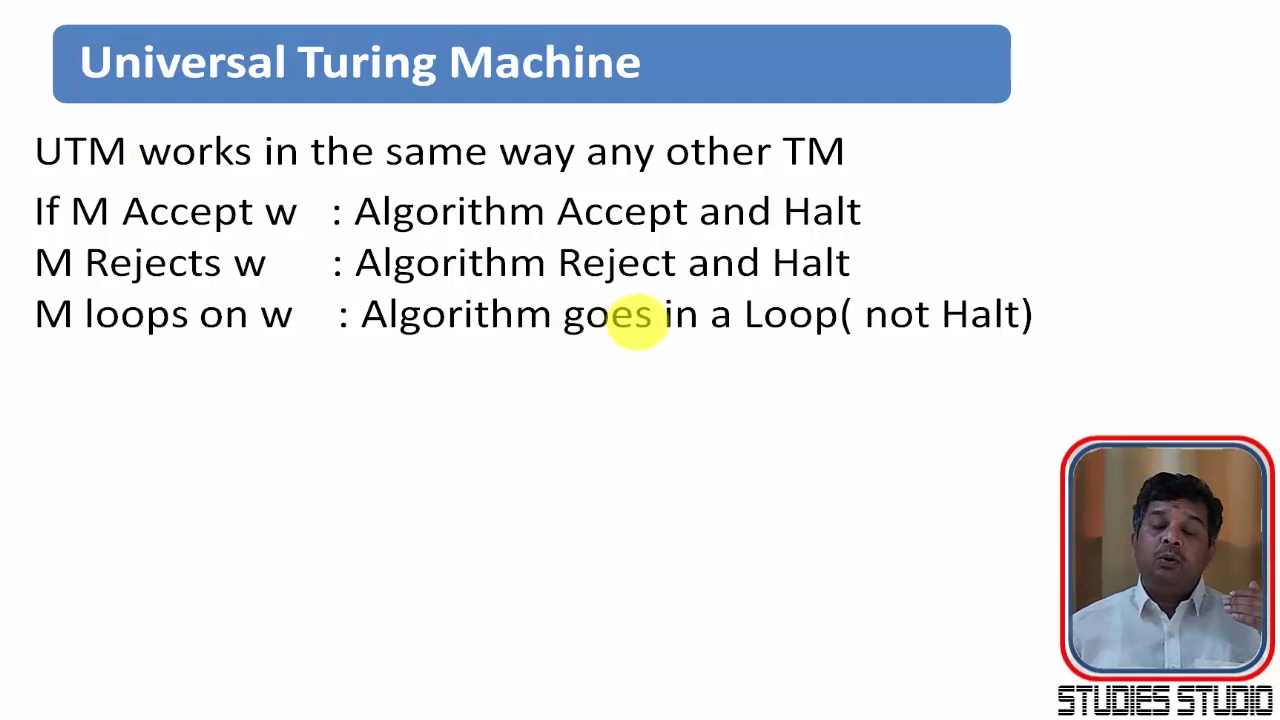 Universal Turing Machine
UTM works in the same way any other TM
If M Accept w : Algorithm Accept and Halt
M Rejects w : Algorithm Reject and Halt
M loops on w : Algorithm goes in a Loop( not Halt)
STUDIES STUDIO